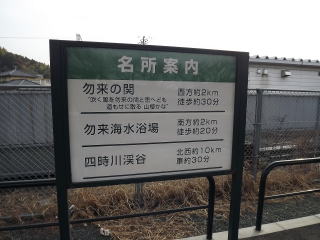 名所案内
勿来の関 西方約2km
"吹く風を勿来の関と思へども 徒歩約30分
道もせに散る 山桜かな"
勿来海水浴場 南方約2km
徒歩約20分
四時川渓谷 北西約10km
車約30分